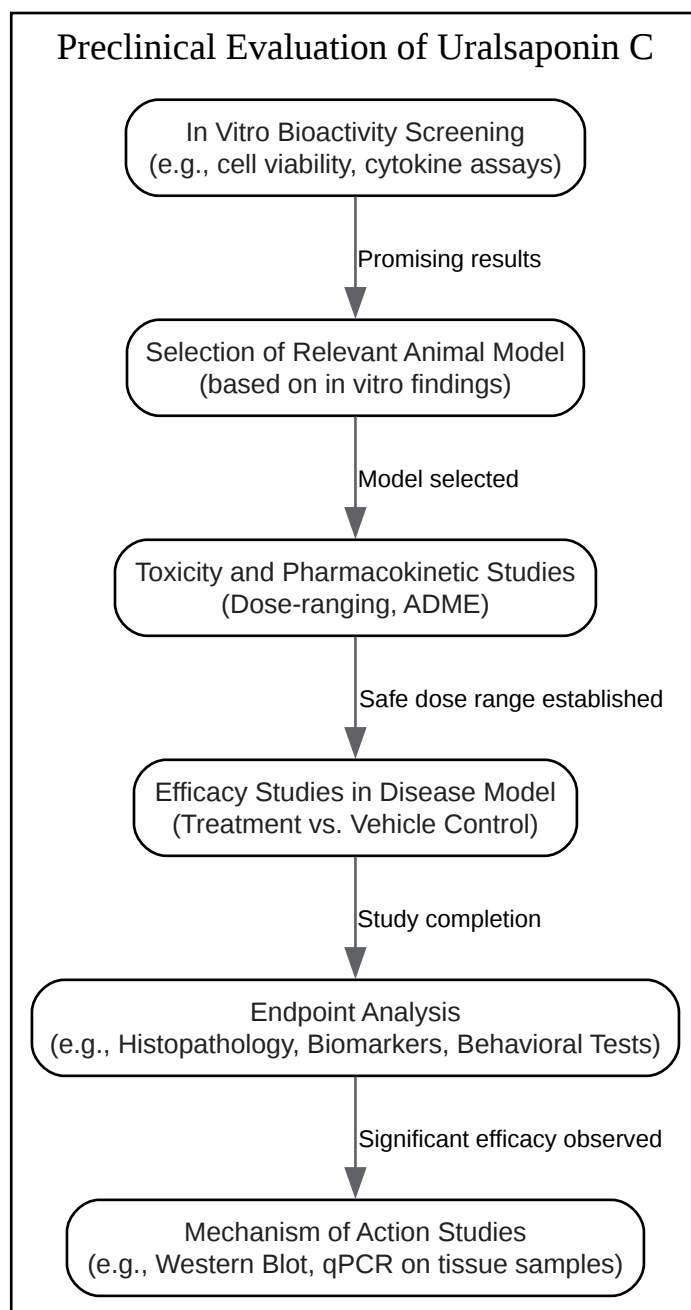 Preclinical Evaluation of Uralsaponin C
In Vitro Bioactivity Screening
(e.g., cell viability, cytokine assays)
Promising results
Selection of Relevant Animal Model
(based on in vitro findings)
Model selected
Toxicity and Pharmacokinetic Studies
(Dose-ranging, ADME)
Safe dose range established
Efficacy Studies in Disease Model
(Treatment vs. Vehicle Control)
Study completion
Endpoint Analysis
(e.g., Histopathology, Biomarkers, Behavioral Tests)
Significant efficacy observed
Mechanism of Action Studies
(e.g., Western Blot, qPCR on tissue samples)